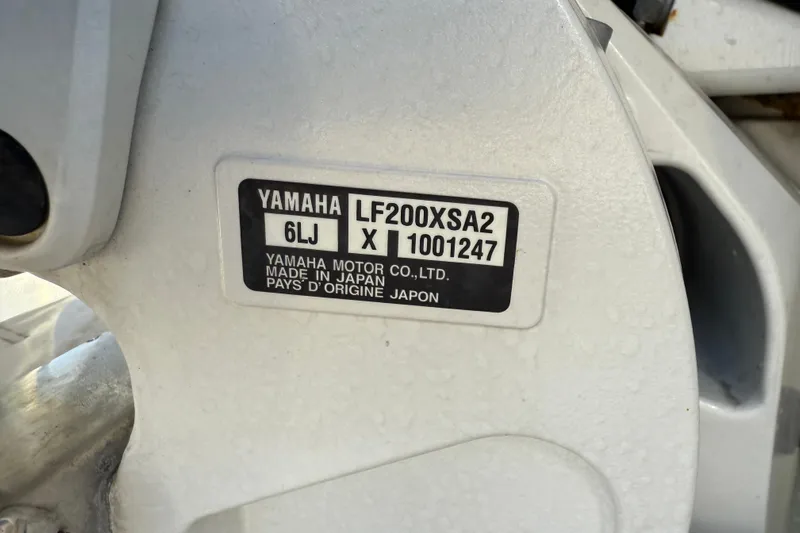 YAMAHA LF200XSA2
6LJ X 1001247
YAMAHA MOTOR CO.,LTD.
MADE IN JAPAN
PAYS D'ORIGINE JAPON